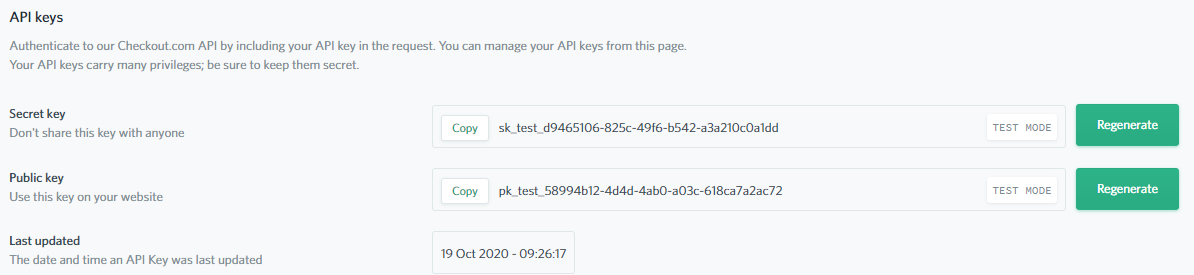 API keys
Authenticate to our Checkout.com API by including your API key in the request. You can manage your API keys from this page.
Your API keys carry many privileges; be sure to keep them secret.
Secret key
Don't share this key with anyone
Copy sk_test_d9465106-825c-49f6-b542-a3a210c0a1dd TEST MODE Regenerate
Public key
Use this key on your website
Copy pk_test_58994b12-4d4d-4ab0-a03c-618ca7a2ac72 TEST MODE Regenerate
Last updated
The date and time an API Key was last updated
19 Oct 2020 - 09:26:17